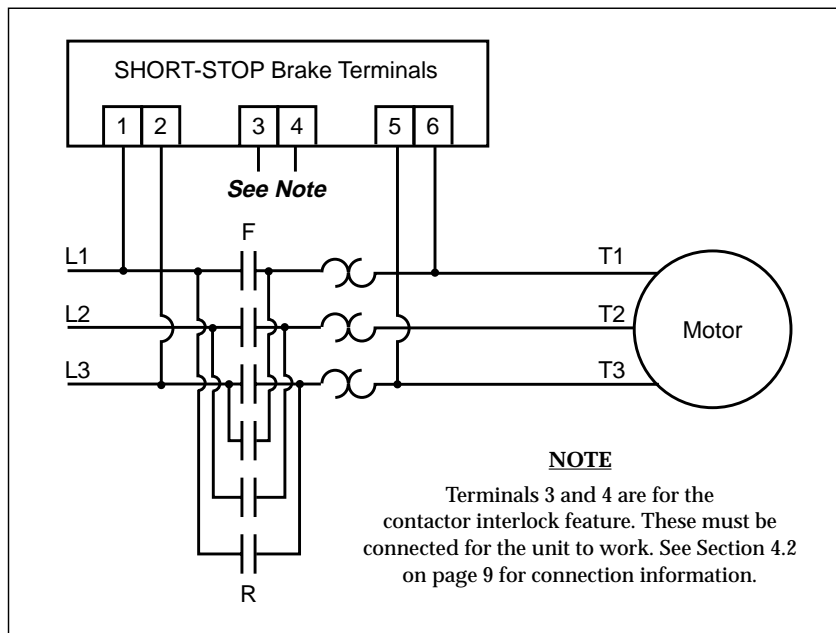 SHORT-STOP Brake Terminals
1 2 3 4 5 6
See Note
F
L1 T1
L2 T2
Motor
L3 T3
NOTE
Terminals 3 and 4 are for the
contactor interlock feature. These must be
connected for the unit to work. See Section 4.2
on page 9 for connection information.
R